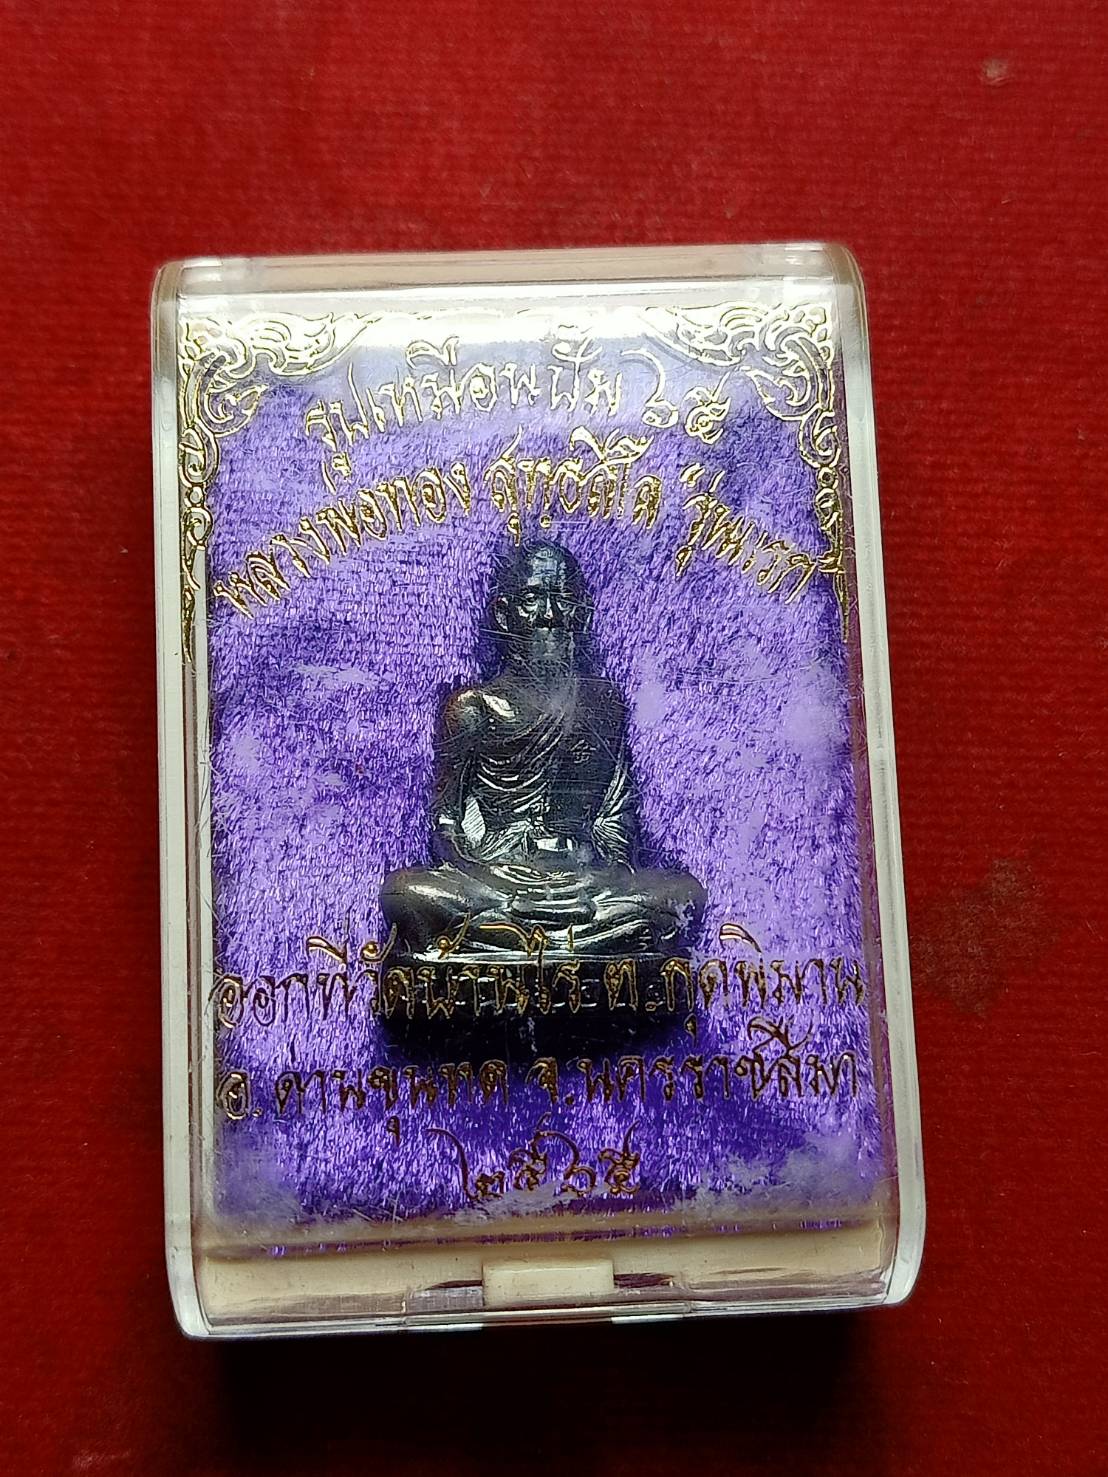 รูปเหมือนปั๊ม ๖๕
หลวงพ่อทอง สุทฺธสีโล "รุ่นแรก"
ออกที่วัดบ้านไร่ ต.กุดพิมาน
อ.ด่านขุนทด จ.นครราชสีมา
๒๕๖๕